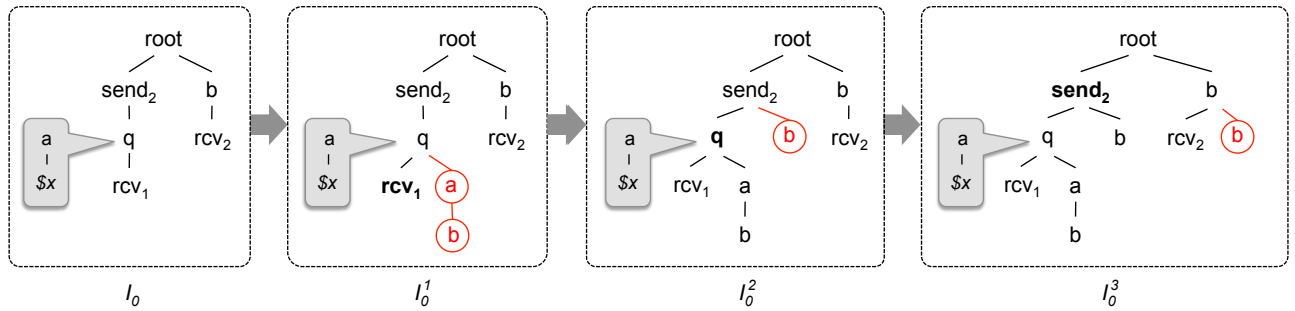 root
send₂ b
a q rcv₂
$x rcv₁
I₀
root
send₂ b
a q rcv₂
$x rcv₁ a
b
I₀¹
root
send₂ b
a q b rcv₂
$x rcv₁ a
b
I₀²
root
send₂ b
a q b rcv₂ b
$x rcv₁ a
b
I₀³